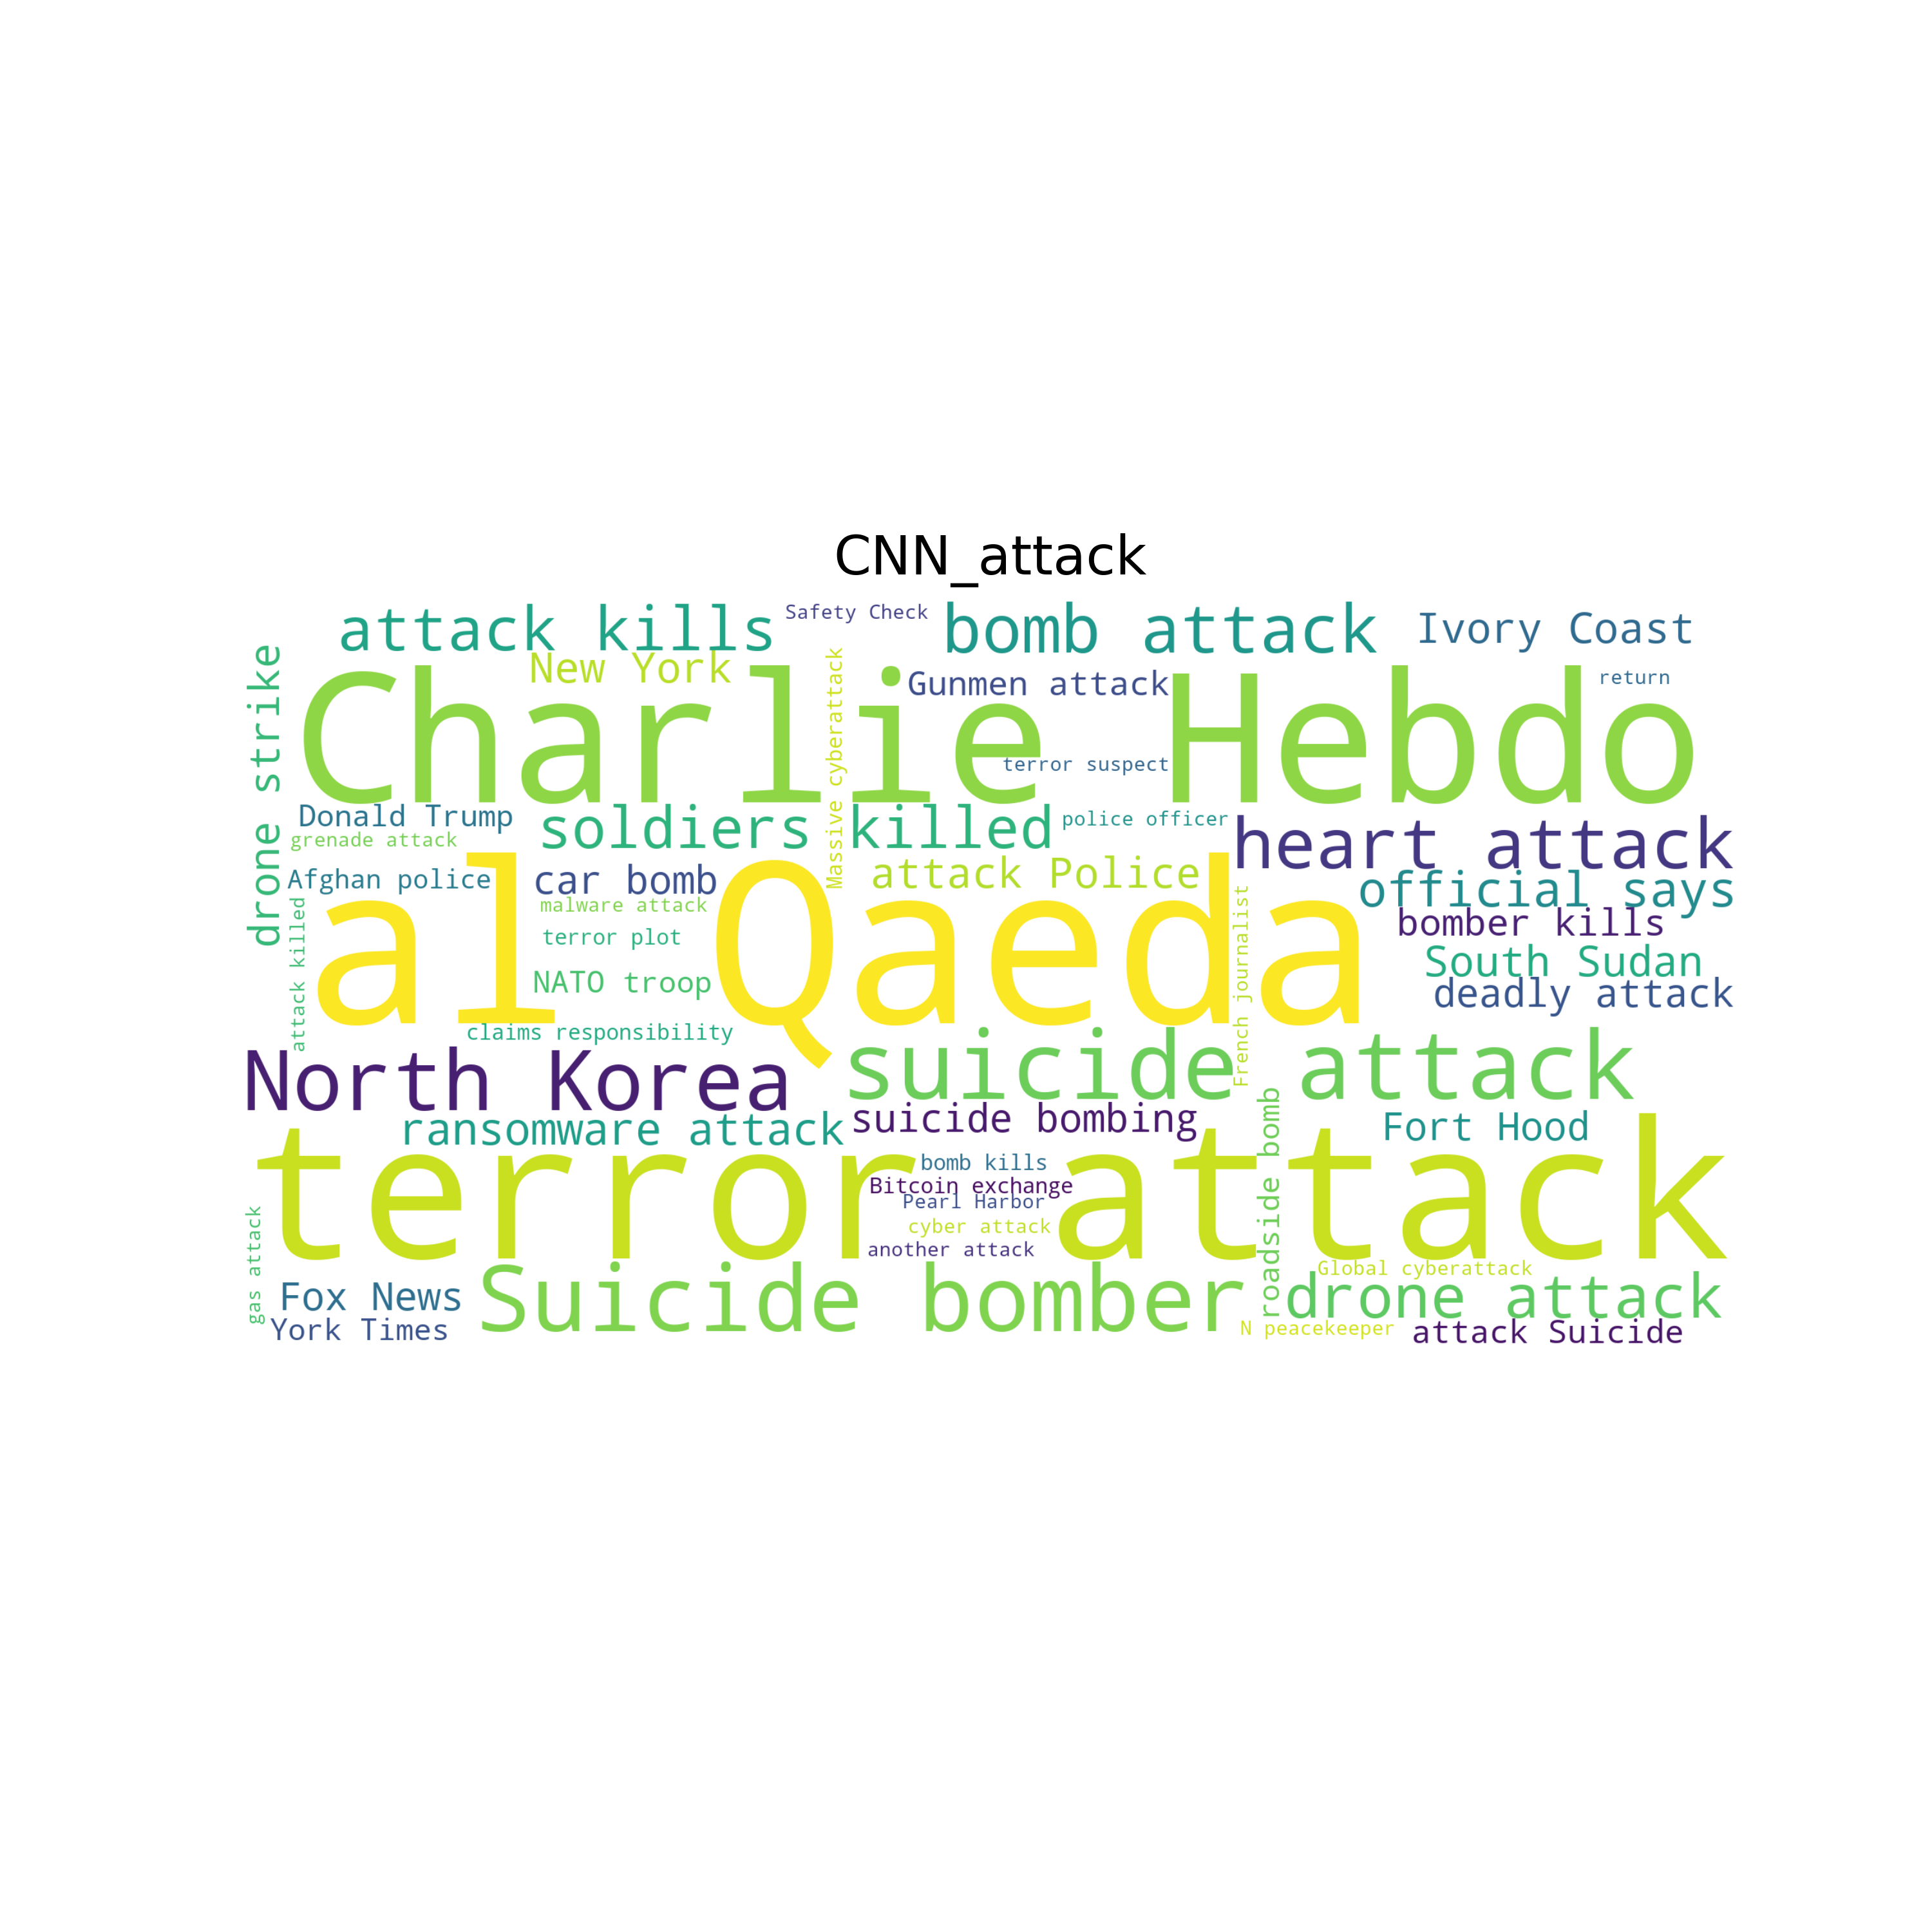 CNN_attack
attack kills
Safety Check
bomb attack
Ivory Coast
drone strike
New York
Massive cyberattack
Gunmen attack
return
Charlie Hebdo
terror suspect
Donald Trump
soldiers killed
police officer
heart attack
grenade attack
Afghan police
car bomb
attack Police
official says
malware attack
bomber kills
attack killed
al Qaeda
terror plot
French journalist
South Sudan
NATO troop
deadly attack
claims responsibility
North Korea
suicide attack
ransomware attack
suicide bombing
roadside bomb
Fort Hood
terror attack
bomb kills
Bitcoin exchange
Pearl Harbor
cyber attack
another attack
gas attack
Global cyberattack
Fox News
Suicide bomber
drone attack
York Times
N peacekeeper
attack Suicide